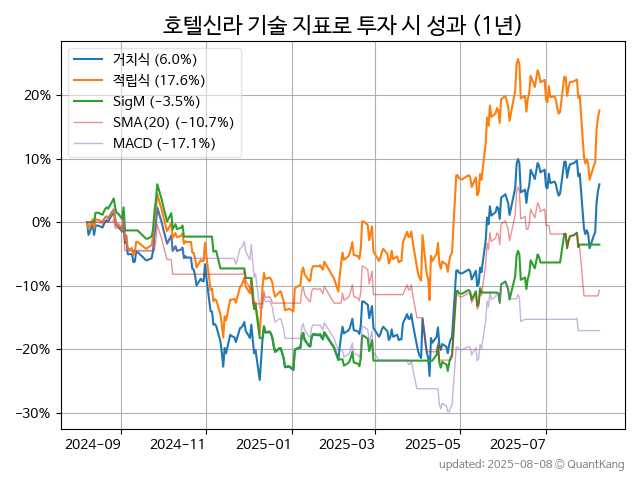 호텔신라 기술 지표로 투자 시 성과 (1년)
거치식 (6.0%)
적립식 (17.6%)
SigM (−3.5%)
SMA(20) (−10.7%)
MACD (−17.1%)
20%
10%
0%
−10%
−20%
−30%
2024-09 2024-11 2025-01 2025-03 2025-05 2025-07
updated: 2025-08-08 © QuantKang